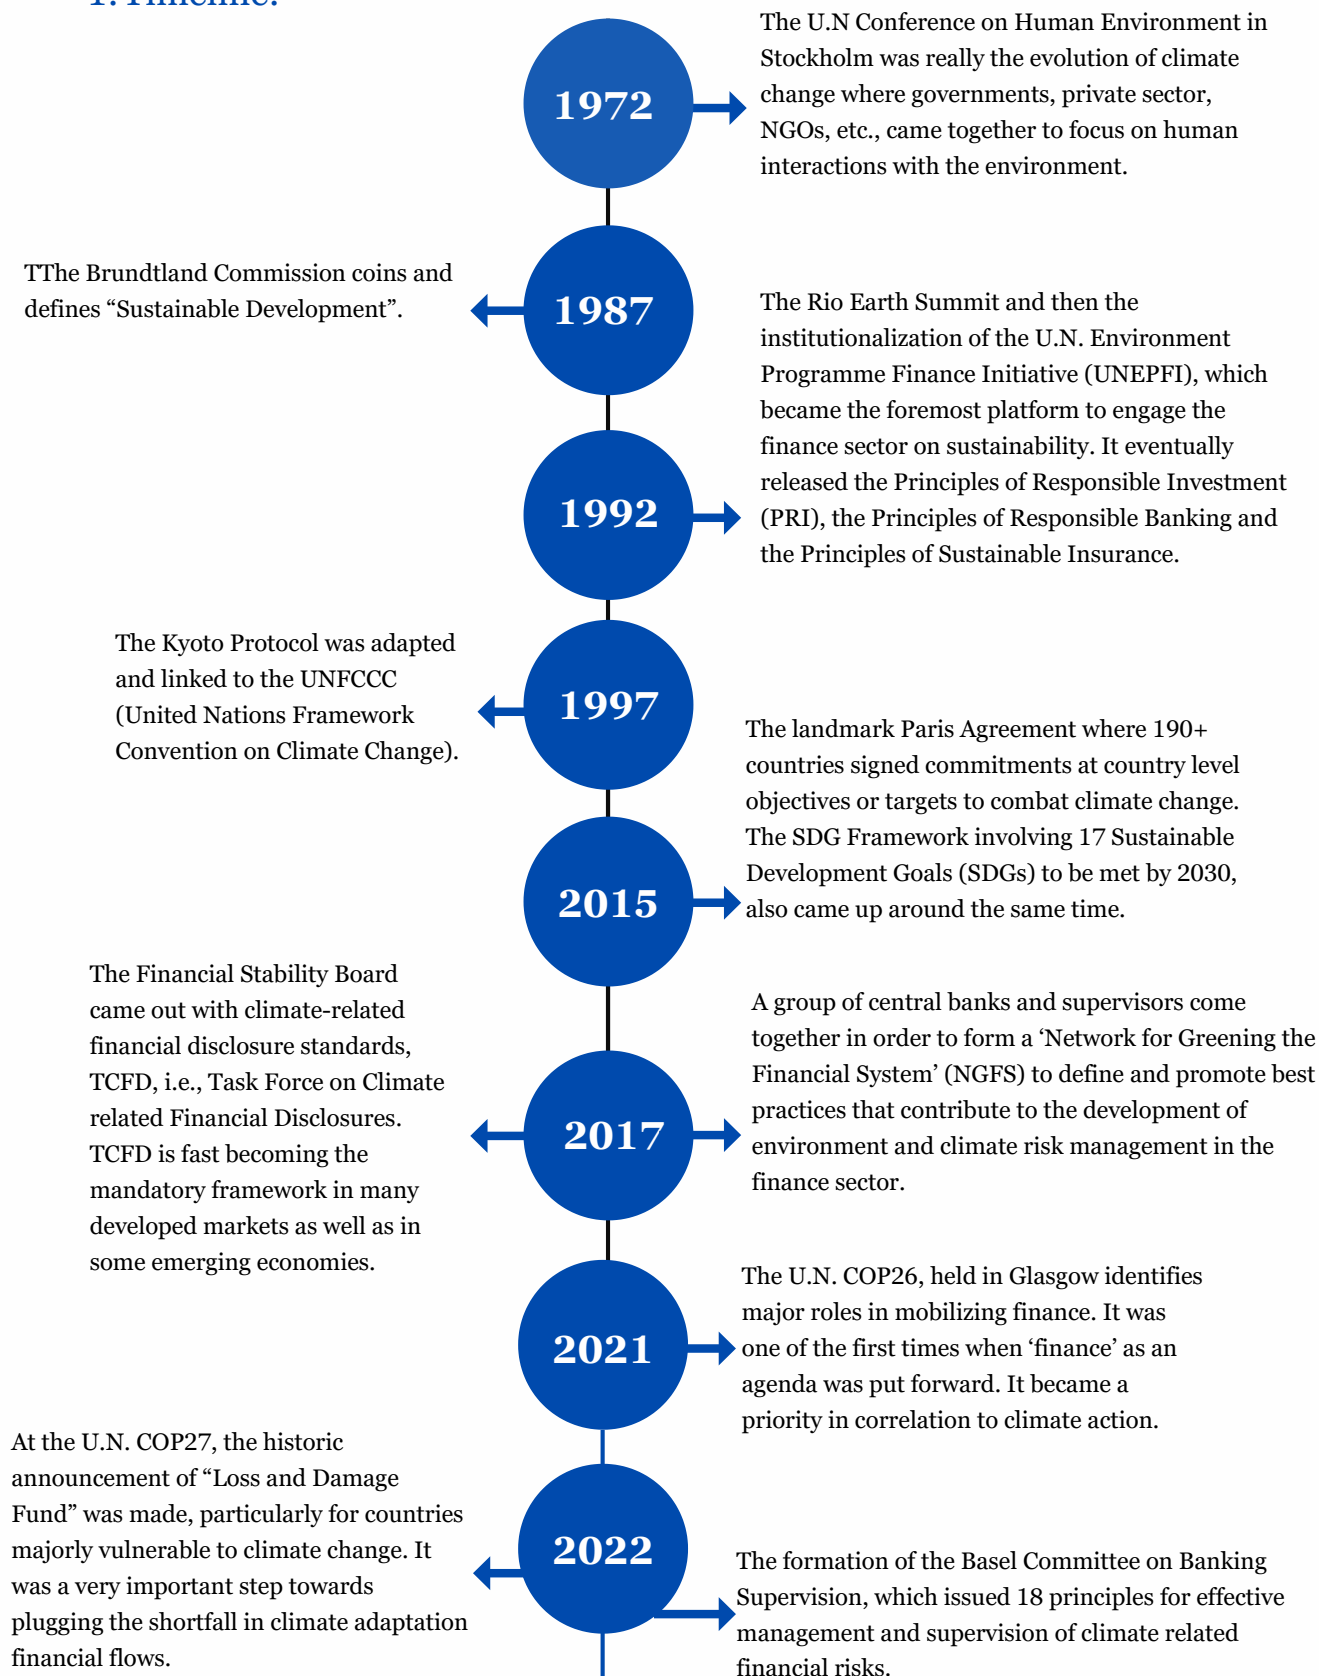 1. Timeline:
1972
The U.N Conference on Human Environment in
Stockholm was really the evolution of climate
change where governments, private sector,
NGOs, etc., came together to focus on human
interactions with the environment.
TThe Brundtland Commission coins and
defines “Sustainable Development”.
1987
1992
The Rio Earth Summit and then the
institutionalization of the U.N. Environment
Programme Finance Initiative (UNEPFI), which
became the foremost platform to engage the
finance sector on sustainability. It eventually
released the Principles of Responsible Investment
(PRI), the Principles of Responsible Banking and
the Principles of Sustainable Insurance.
The Kyoto Protocol was adapted
and linked to the UNFCCC
(United Nations Framework
Convention on Climate Change).
1997
2015
The landmark Paris Agreement where 190+
countries signed commitments at country level
objectives or targets to combat climate change.
The SDG Framework involving 17 Sustainable
Development Goals (SDGs) to be met by 2030,
also came up around the same time.
The Financial Stability Board
came out with climate-related
financial disclosure standards,
TCFD, i.e., Task Force on Climate
related Financial Disclosures.
TCFD is fast becoming the
mandatory framework in many
developed markets as well as in
some emerging economies.
2017
A group of central banks and supervisors come
together in order to form a ‘Network for Greening the
Financial System’ (NGFS) to define and promote best
practices that contribute to the development of
environment and climate risk management in the
finance sector.
2021
The U.N. COP26, held in Glasgow identifies
major roles in mobilizing finance. It was
one of the first times when ‘finance’ as an
agenda was put forward. It became a
priority in correlation to climate action.
At the U.N. COP27, the historic
announcement of “Loss and Damage
Fund” was made, particularly for countries
majorly vulnerable to climate change. It
was a very important step towards
plugging the shortfall in climate adaptation
financial flows.
2022
The formation of the Basel Committee on Banking
Supervision, which issued 18 principles for effective
management and supervision of climate related
financial risks.